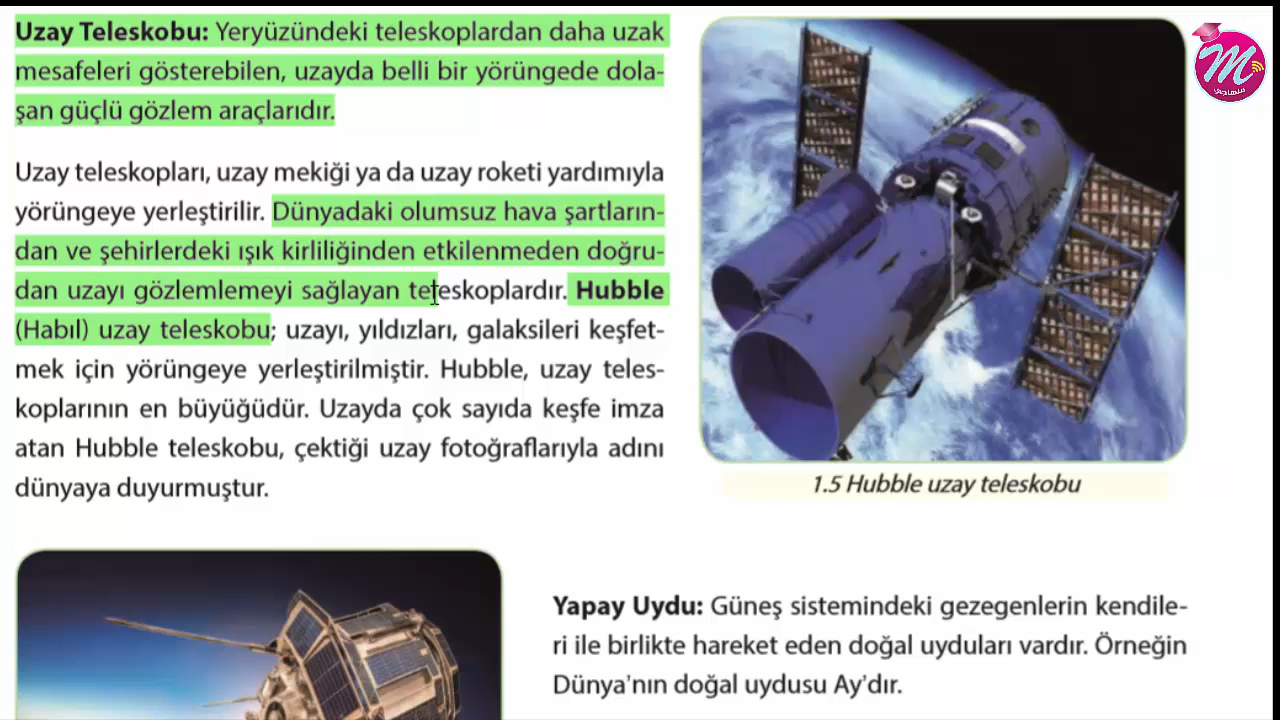 Uzay Teleskobu: Yeryüzündeki teleskoplardan daha uzak
mesafeleri gösterebilen, uzayda belli bir yörüngede dola-
şan güçlü gözlem araçlarıdır.
Uzay teleskopları, uzay mekiği ya da uzay roketi yardımıyla
yörüngeye yerleştirilir. Dünyadaki olumsuz hava şartların-
dan ve şehirlerdeki ışık kirliliğinden etkilenmeden doğru-
dan uzayı gözlemlemeyi sağlayan teleskoplardır. Hubble
(Habıl) uzay teleskobu; uzayı, yıldızları, galaksileri keşfet-
mek için yörüngeye yerleştirilmiştir. Hubble, uzay teles-
koplarının en büyüğüdür. Uzayda çok sayıda keşfe imza
atan Hubble teleskobu, çektiği uzay fotoğraflarıyla adını
dünyaya duyurmuştur.
M
منهاجي
1.5 Hubble uzay teleskobu
Yapay Uydu: Güneş sistemindeki gezegenlerin kendile-
ri ile birlikte hareket eden doğal uyduları vardır. Örneğin
Dünya'nın doğal uydusu Ay'dır.